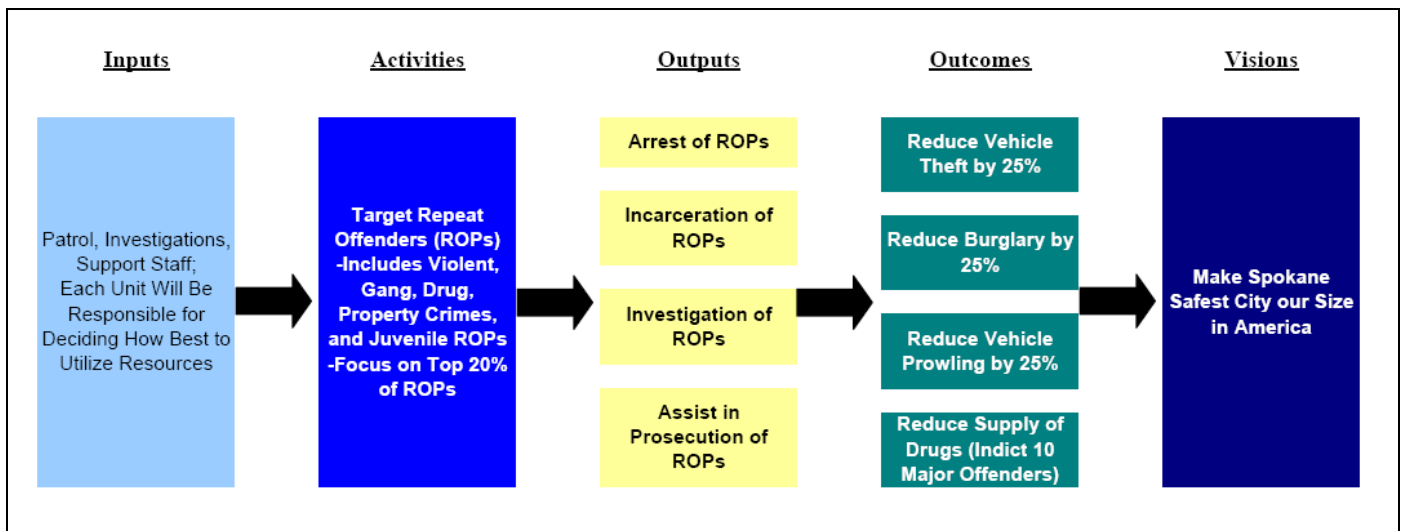 Inputs
Activities
Outputs
Outcomes
Visions
Patrol, Investigations,
Support Staff;
Each Unit Will Be
Responsible for
Deciding How Best to
Utilize Resources
Target Repeat
Offenders (ROPs)
-Includes Violent,
Gang, Drug,
Property Crimes,
and Juvenile ROPs
-Focus on Top 20%
of ROPs
Arrest of ROPs
Incarceration of
ROPs
Investigation of
ROPs
Assist in
Prosecution of
ROPs
Reduce Vehicle
Theft by 25%
Reduce Burglary by
25%
Reduce Vehicle
Prowling by 25%
Reduce Supply of
Drugs (Indict 10
Major Offenders)
Make Spokane
Safest City our Size
in America